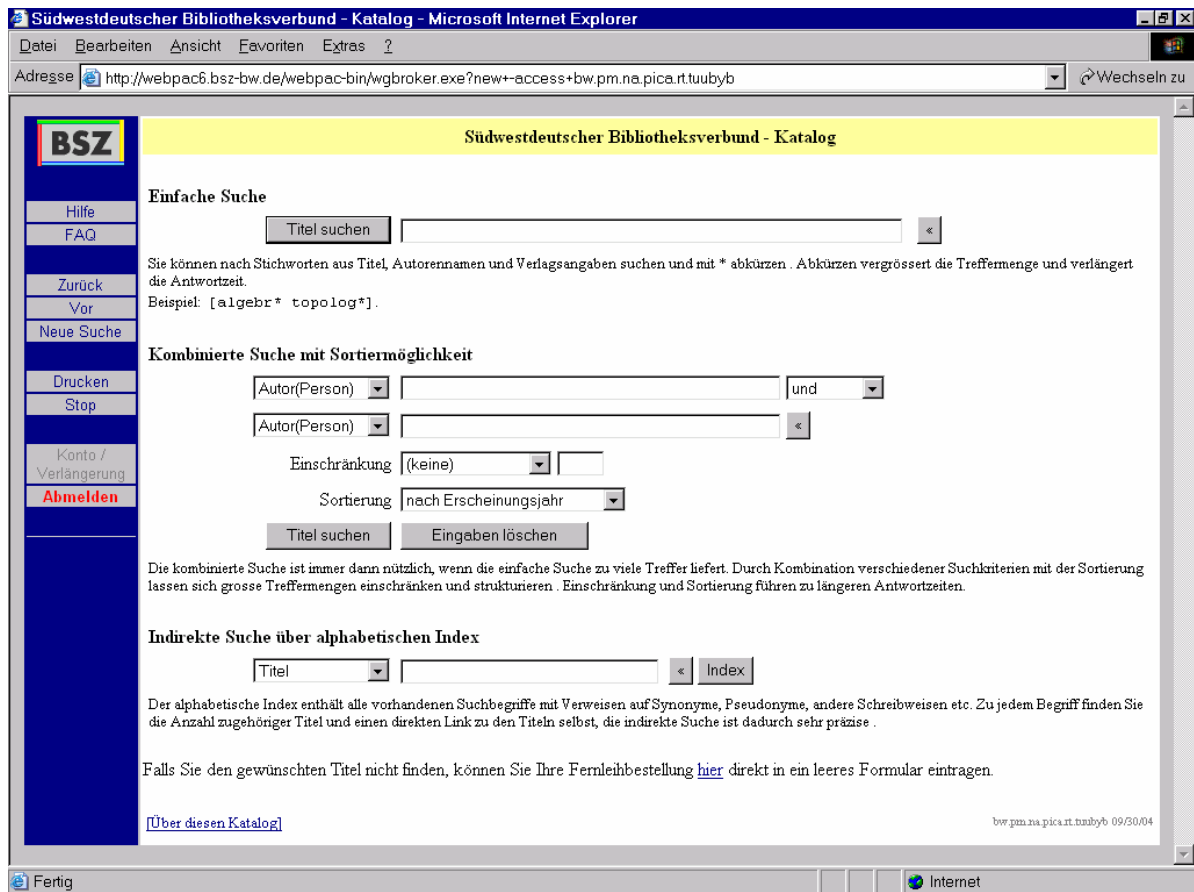 Südwestdeutscher Bibliotheksverbund - Katalog - Microsoft Internet Explorer
Datei Bearbeiten Ansicht Favoriten Extras ?
Adresse http://webpac6.bsz-bw.de/webpac-bin/wgbroker.exe?new+-access+bw.pm.na.pica.rt.tuubyb Wechseln zu
BSZ
Hilfe
FAQ
Zurück
Vor
Neue Suche
Drucken
Stop
Konto /
Verlängerung
Abmelden
Südwestdeutscher Bibliotheksverbund - Katalog
Einfache Suche
Titel suchen «
Sie können nach Stichworten aus Titel, Autorennamen und Verlagsangaben suchen und mit * abkürzen . Abkürzen vergrössert die Treffermenge und verlängert
die Antwortzeit.
Beispiel: [algebr* topolog*].
Kombinierte Suche mit Sortiermöglichkeit
Autor(Person) und
Autor(Person) «
Einschränkung (keine)
Sortierung nach Erscheinungsjahr
Titel suchen Eingaben löschen
Die kombinierte Suche ist immer dann nützlich, wenn die einfache Suche zu viele Treffer liefert. Durch Kombination verschiedener Suchkriterien mit der Sortierung
lassen sich grosse Treffermengen einschränken und strukturieren . Einschränkung und Sortierung führen zu längeren Antwortzeiten.
Indirekte Suche über alphabetischen Index
Titel « Index
Der alphabetische Index enthält alle vorhandenen Suchbegriffe mit Verweisen auf Synonyme, Pseudonyme, andere Schreibweisen etc. Zu jedem Begriff finden Sie
die Anzahl zugehöriger Titel und einen direkten Link zu den Titeln selbst, die indirekte Suche ist dadurch sehr präzise .
Falls Sie den gewünschten Titel nicht finden, können Sie Ihre Fernleihbestellung hier direkt in ein leeres Formular eintragen.
[Über diesen Katalog] bw.pm.na.pica.rt.tuubyb 09/30/04
Fertig Internet